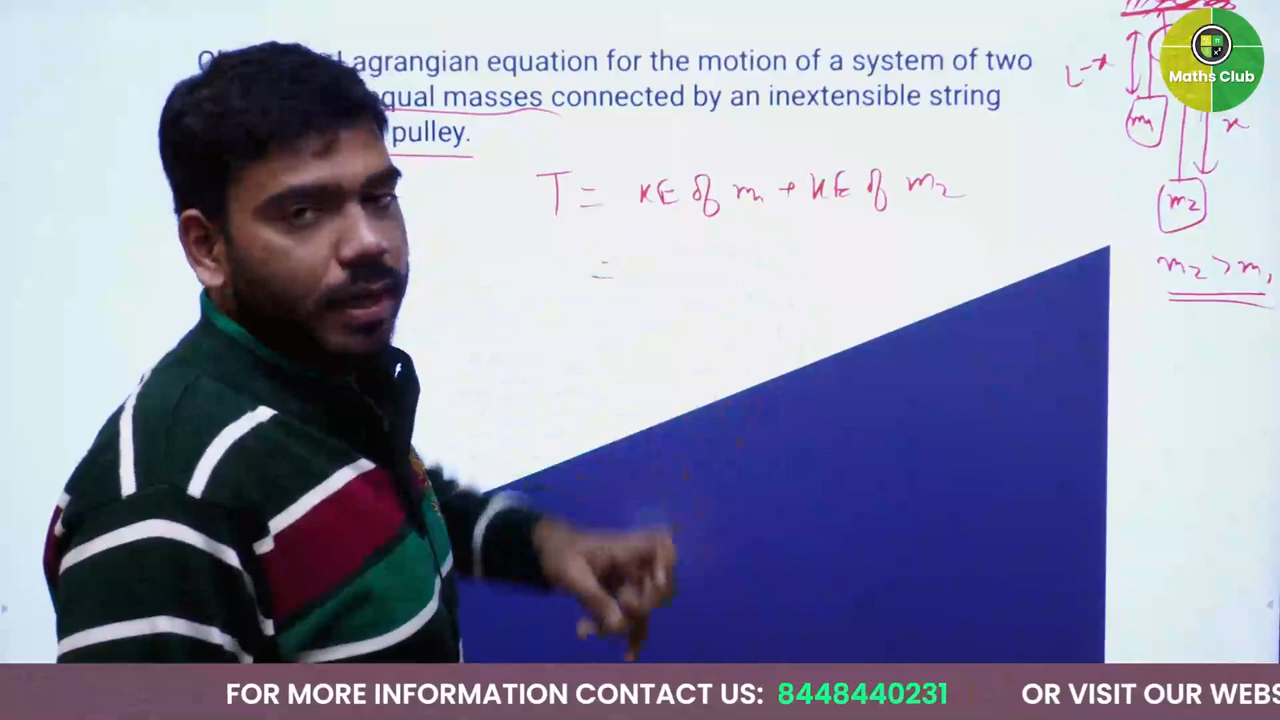 agrangian equation for the motion of a system of two
qual masses connected by an inextensible string
pulley.
T = KE of m1 + KE of m2
=
L-x
m1
x
m2
m2 > m1
Maths Club
FOR MORE INFORMATION CONTACT US: 8448440231 OR VISIT OUR WEBS